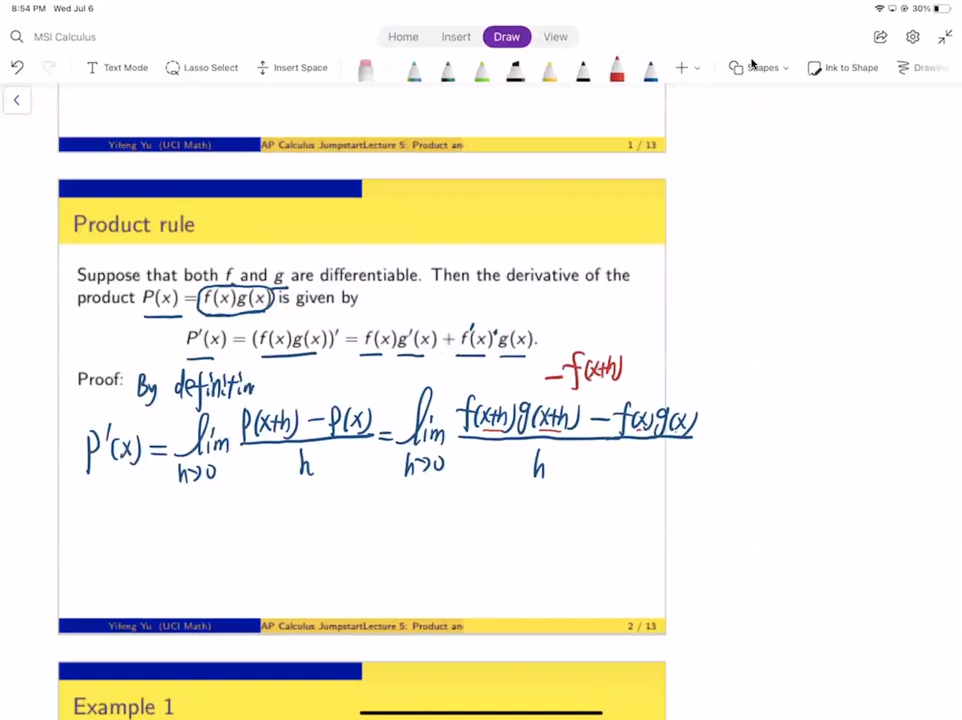 8:54 PM Wed Jul 6 30%
MSI Calculus Home Insert Draw View
Text Mode Lasso Select Insert Space Shapes Ink to Shape Drawing
Yifeng Yu (UCI Math) AP Calculus JumpstartLecture 5: Product an 1 / 13
Product rule
Suppose that both f and g are differentiable. Then the derivative of the
product P(x) = f(x)g(x) is given by
P'(x) = (f(x)g(x))' = f(x)g'(x) + f'(x)'g(x).
−f(x+h)
Proof: By definitin
P'(x) = lim h→0 P(x+h) − P(x) / h = lim h→0 f(x+h)g(x+h) − f(x)g(x) / h
Yifeng Yu (UCI Math) AP Calculus JumpstartLecture 5: Product an 2 / 13
Example 1